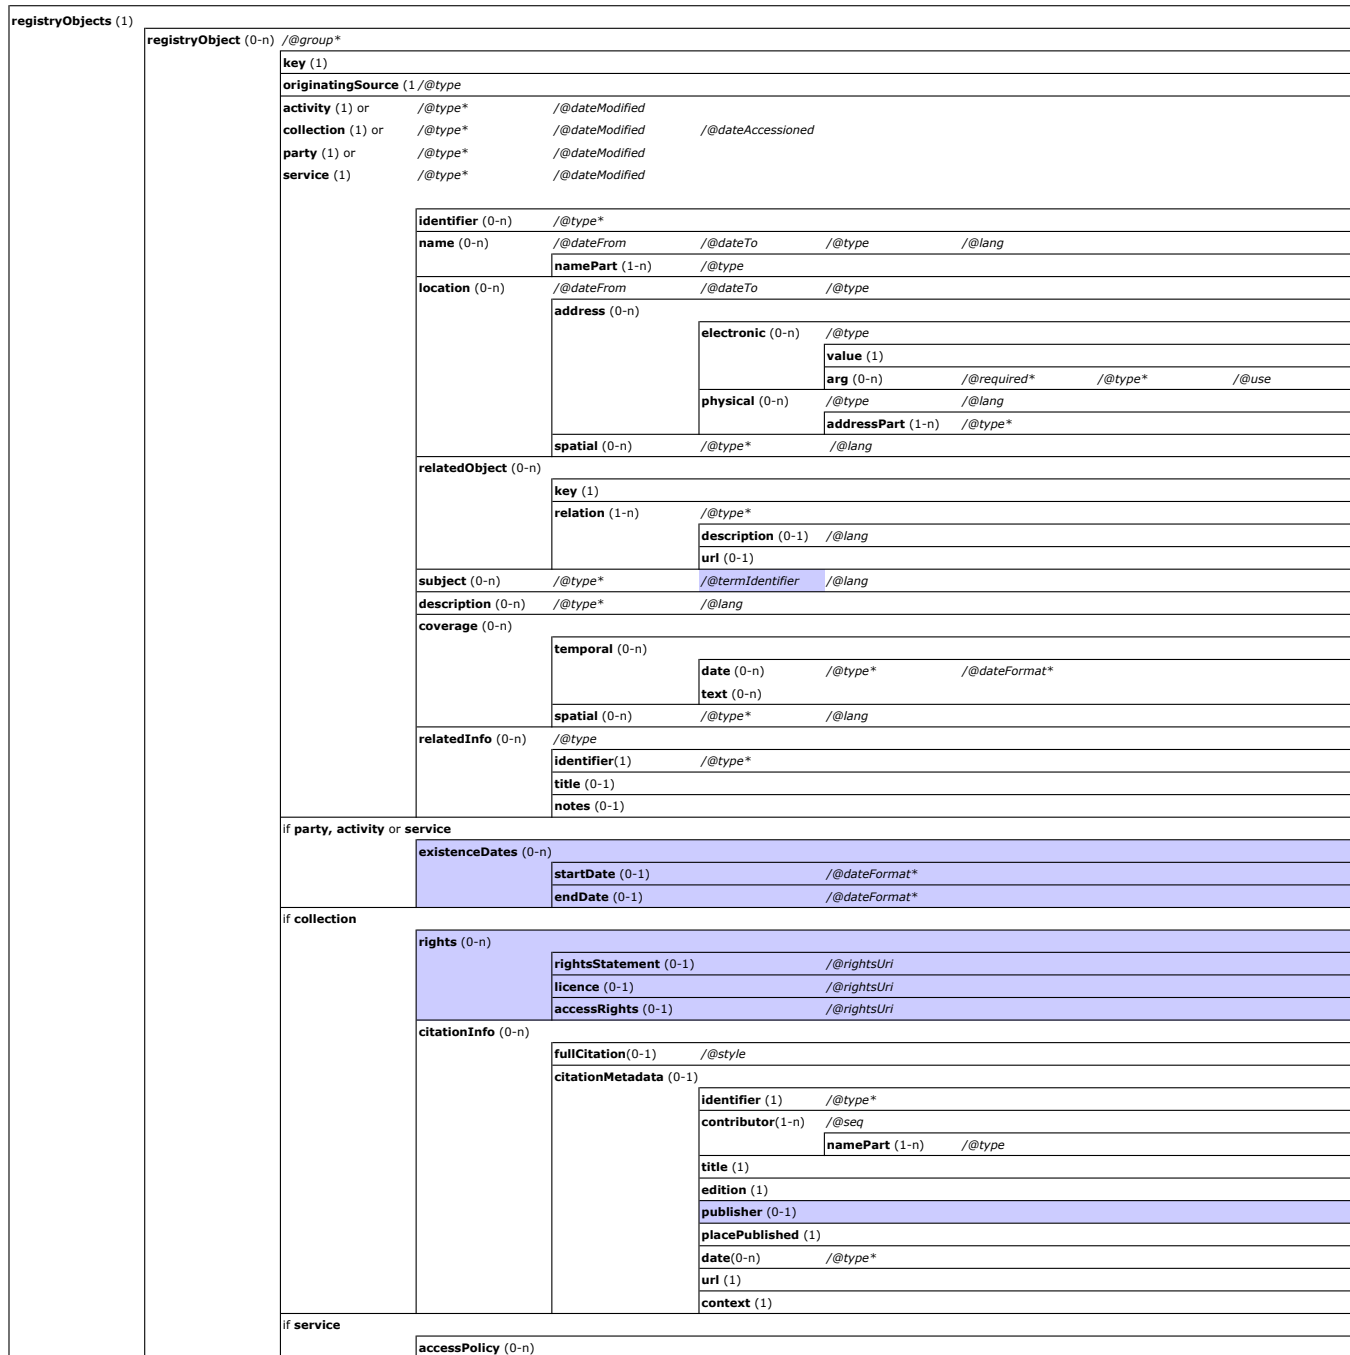 registryObjects (1)
registryObject (0-n) /@group*
key (1)
originatingSource (1 /@type
activity (1) or /@type* /@dateModified
collection (1) or /@type* /@dateModified /@dateAccessioned
party (1) or /@type* /@dateModified
service (1) /@type* /@dateModified
identifier (0-n) /@type*
name (0-n) /@dateFrom /@dateTo /@type /@lang
namePart (1-n) /@type
location (0-n) /@dateFrom /@dateTo /@type
address (0-n)
electronic (0-n) /@type
value (1)
arg (0-n) /@required* /@type* /@use
physical (0-n) /@type /@lang
addressPart (1-n) /@type*
spatial (0-n) /@type* /@lang
relatedObject (0-n)
key (1)
relation (1-n) /@type*
description (0-1) /@lang
url (0-1)
subject (0-n) /@type* /@termIdentifier /@lang
description (0-n) /@type* /@lang
coverage (0-n)
temporal (0-n)
date (0-n) /@type* /@dateFormat*
text (0-n)
spatial (0-n) /@type* /@lang
relatedInfo (0-n) /@type
identifier(1) /@type*
title (0-1)
notes (0-1)
if party, activity or service
existenceDates (0-n)
startDate (0-1) /@dateFormat*
endDate (0-1) /@dateFormat*
if collection
rights (0-n)
rightsStatement (0-1) /@rightsUri
licence (0-1) /@rightsUri
accessRights (0-1) /@rightsUri
citationInfo (0-n)
fullCitation(0-1) /@style
citationMetadata (0-1)
identifier (1) /@type*
contributor(1-n) /@seq
namePart (1-n) /@type
title (1)
edition (1)
publisher (0-1)
placePublished (1)
date(0-n) /@type*
url (1)
context (1)
if service
accessPolicy (0-n)